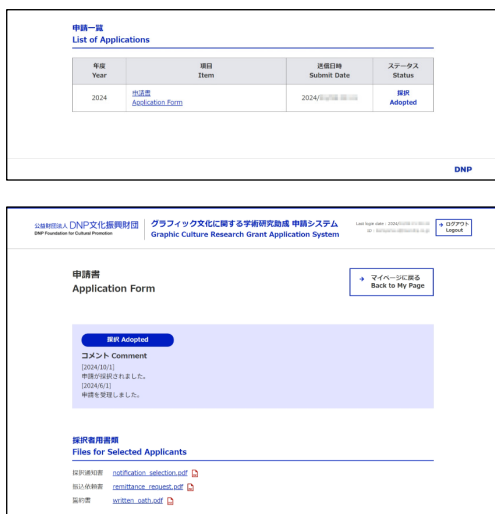 申請一覧
List of Applications
年度 項目 送信日時 ステータス
Year Item Submit Date Status
2024 申請書 2024/ 採択
Application Form Adopted
DNP
公益財団法人 DNP文化振興財団 グラフィック文化に関する学術研究助成 申請システム
DNP Foundation for Cultural Promotion Graphic Culture Research Grant Application System
→ ログアウト
Logout
申請書
Application Form
→ マイページに戻る
Back to My Page
採択 Adopted
コメント Comment
[2024/10/1]
申請が採択されました。
[2024/6/1]
申請を受理しました。
採択者用書類
Files for Selected Applicants
採択通知書 notification_selection.pdf
振込依頼書 remittance_request.pdf
誓約書 written_oath.pdf